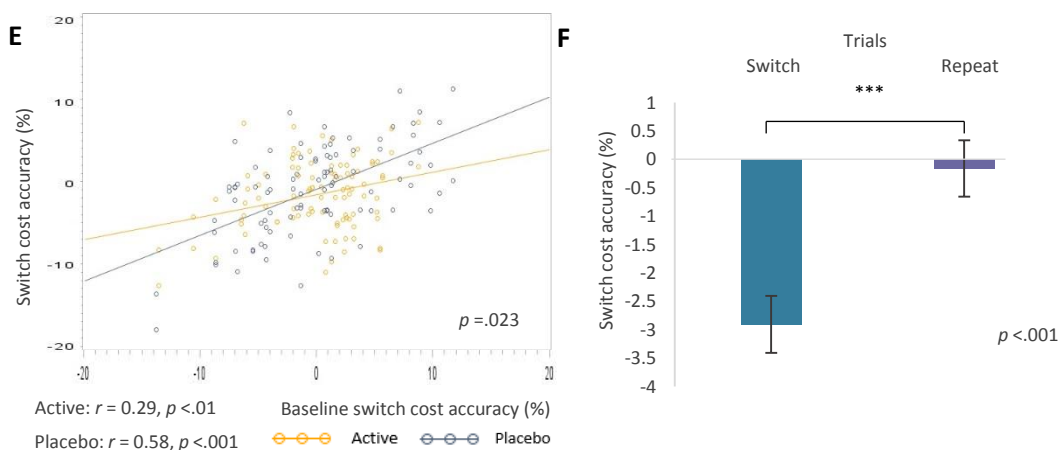 E
20
10
0
-10
-20
Switch cost accuracy (%)
-20
-10
0
10
20
p =.023
Active: r = 0.29, p <.01
Placebo: r = 0.58, p <.001
Baseline switch cost accuracy (%)
Active
Placebo
F
Trials
Switch
Repeat
***
1
0.5
0
-0.5
-1
-1.5
-2
-2.5
-3
-3.5
-4
Switch cost accuracy (%)
p <.001